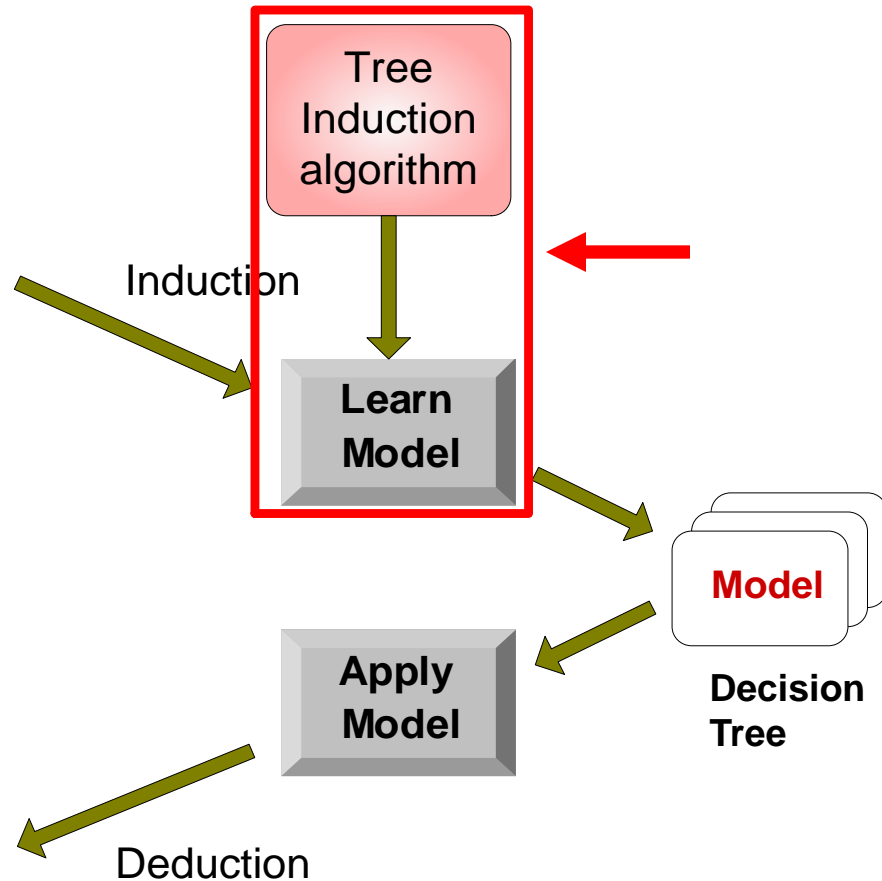 Tree
Induction
algorithm
Induction
Learn
Model
Model
Decision
Tree
Apply
Model
Deduction